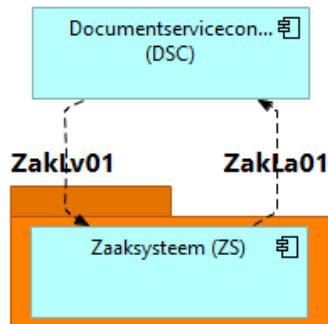 Documentservicecon...
(DSC)
ZakLv01 ZakLa01
Zaaksysteem (ZS)